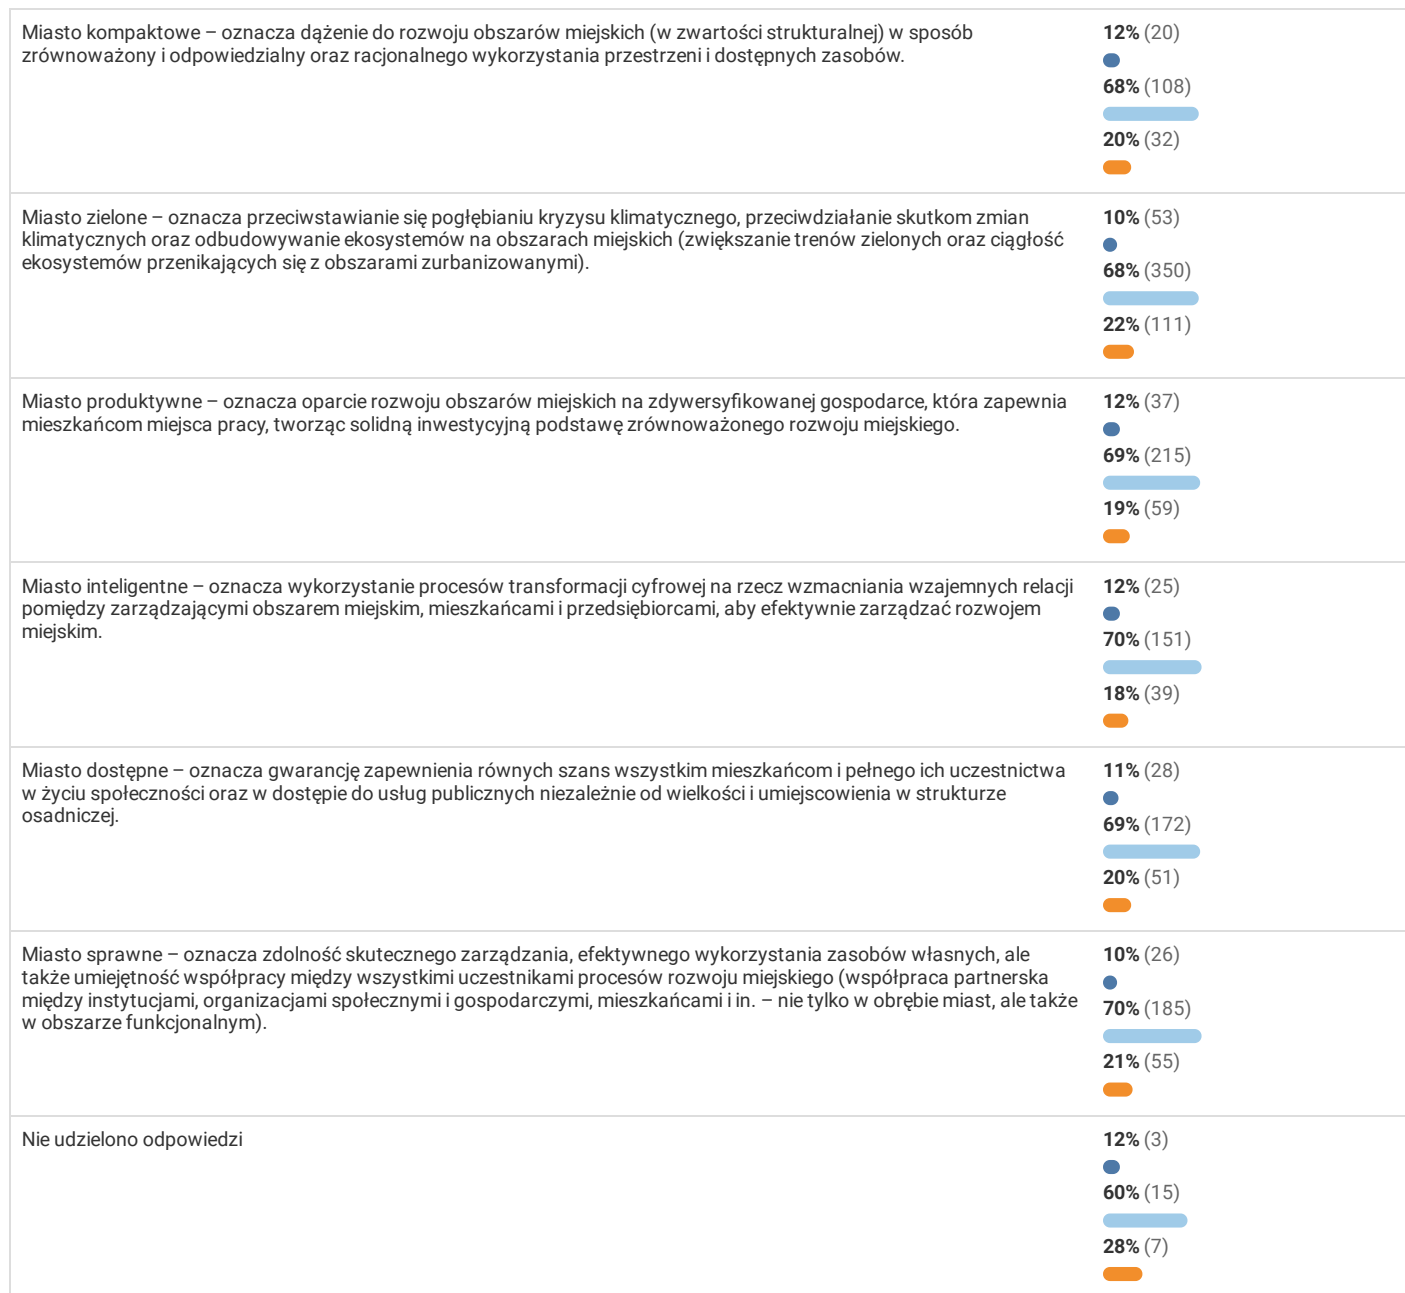 Miasto kompaktowe – oznacza dążenie do rozwoju obszarów miejskich (w zwartości strukturalnej) w sposób
zrównoważony i odpowiedzialny oraz racjonalnego wykorzystania przestrzeni i dostępnych zasobów.
12% (20)
68% (108)
20% (32)
Miasto zielone – oznacza przeciwstawianie się pogłębianiu kryzysu klimatycznego, przeciwdziałanie skutkom zmian
klimatycznych oraz odbudowywanie ekosystemów na obszarach miejskich (zwiększanie trenów zielonych oraz ciągłość
ekosystemów przenikających się z obszarami zurbanizowanymi).
10% (53)
68% (350)
22% (111)
Miasto produktywne – oznacza oparcie rozwoju obszarów miejskich na zdywersyfikowanej gospodarce, która zapewnia
mieszkańcom miejsca pracy, tworząc solidną inwestycyjną podstawę zrównoważonego rozwoju miejskiego.
12% (37)
69% (215)
19% (59)
Miasto inteligentne – oznacza wykorzystanie procesów transformacji cyfrowej na rzecz wzmacniania wzajemnych relacji
pomiędzy zarządzającymi obszarem miejskim, mieszkańcami i przedsiębiorcami, aby efektywnie zarządzać rozwojem
miejskim.
12% (25)
70% (151)
18% (39)
Miasto dostępne – oznacza gwarancję zapewnienia równych szans wszystkim mieszkańcom i pełnego ich uczestnictwa
w życiu społeczności oraz w dostępie do usług publicznych niezależnie od wielkości i umiejscowienia w strukturze
osadniczej.
11% (28)
69% (172)
20% (51)
Miasto sprawne – oznacza zdolność skutecznego zarządzania, efektywnego wykorzystania zasobów własnych, ale
także umiejętność współpracy między wszystkimi uczestnikami procesów rozwoju miejskiego (współpraca partnerska
między instytucjami, organizacjami społecznymi i gospodarczymi, mieszkańcami i in. – nie tylko w obrębie miast, ale także
w obszarze funkcjonalnym).
10% (26)
70% (185)
21% (55)
Nie udzielono odpowiedzi
12% (3)
60% (15)
28% (7)